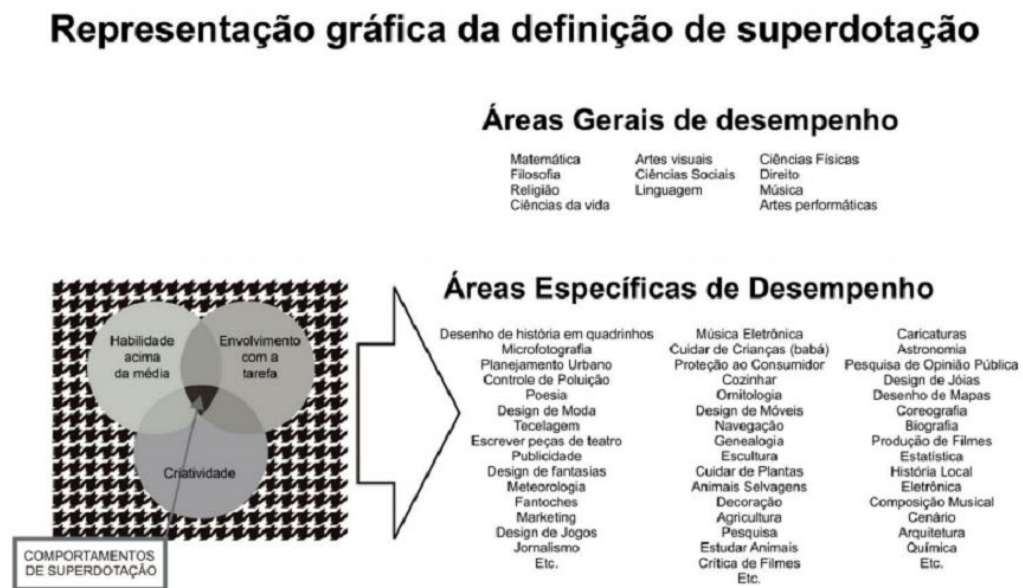 Representação gráfica da definição de superdotação
Áreas Gerais de desempenho
Matemática
Filosofia
Religião
Ciências da vida
Artes visuais
Ciências Sociais
Linguagem
Ciências Físicas
Direito
Música
Artes performáticas
Habilidade
acima
da média
Envolvimento
com a
tarefa
Criatividade
COMPORTAMENTOS
DE SUPERDOTAÇÃO
Áreas Específicas de Desempenho
Desenho de história em quadrinhos
Microfotografia
Planejamento Urbano
Controle de Poluição
Poesia
Design de Moda
Tecelagem
Escrever peças de teatro
Publicidade
Design de fantasias
Meteorologia
Fantoches
Marketing
Design de Jogos
Jornalismo
Etc.
Música Eletrônica
Cuidar de Crianças (babá)
Proteção ao Consumidor
Cozinhar
Ornitologia
Design de Móveis
Navegação
Genealogia
Escultura
Cuidar de Plantas
Animais Selvagens
Decoração
Agricultura
Pesquisa
Estudar Animais
Crítica de Filmes
Etc.
Caricaturas
Astronomia
Pesquisa de Opinião Pública
Design de Jóias
Desenho de Mapas
Coreografia
Biografia
Produção de Filmes
Estatística
História Local
Eletrônica
Composição Musical
Cenário
Arquitetura
Química
Etc.